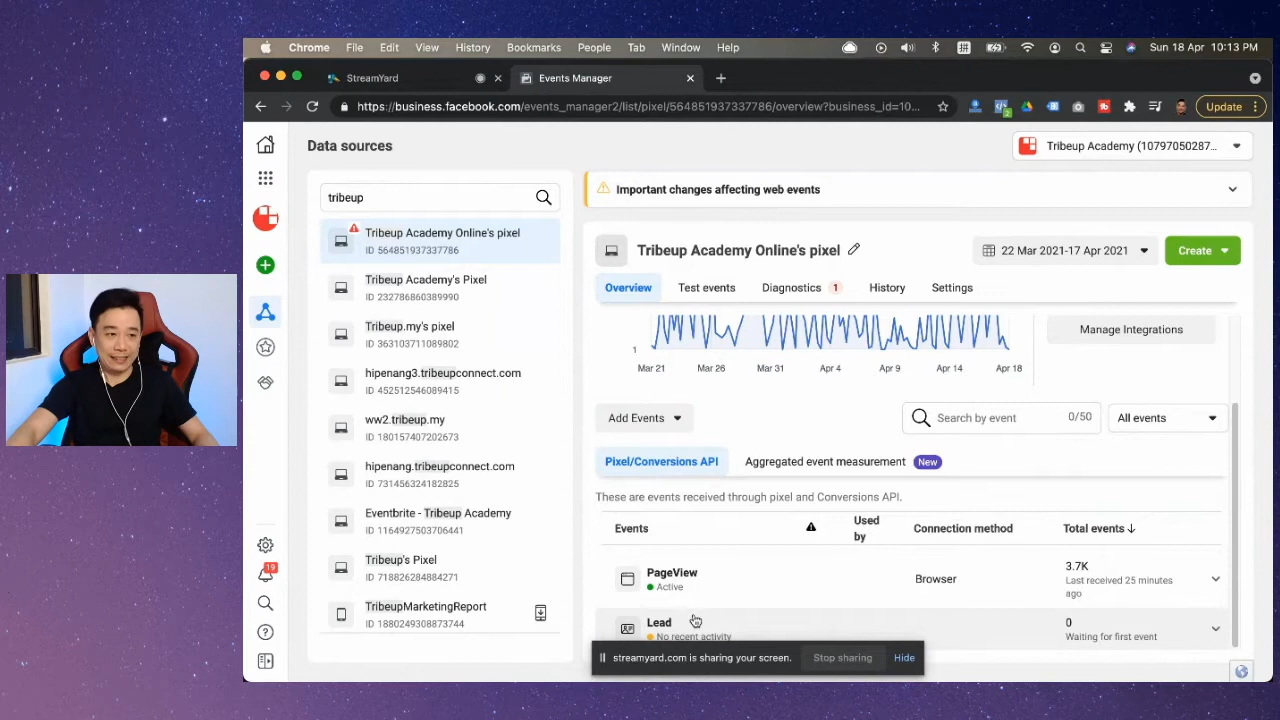 Chrome File Edit View History Bookmarks People Tab Window Help Sun 18 Apr 10:13 PM
StreamYard Events Manager
https://business.facebook.com/events_manager2/list/pixel/564851937337786/overview?business_id=10... Update
Data sources
Tribeup Academy (10797050287...
tribeup
Important changes affecting web events
Tribeup Academy Online's pixel
ID 564851937337786
Tribeup Academy's Pixel
ID 232786860389990
Tribeup.my's pixel
ID 363103711089802
hipenang3.tribeupconnect.com
ID 452512546089415
ww2.tribeup.my
ID 180157407202673
hipenang.tribeupconnect.com
ID 731456324182825
Eventbrite - Tribeup Academy
ID 1164927503706441
Tribeup's Pixel
ID 718826284884271
TribeupMarketingReport
ID 1880249308873744
19
Tribeup Academy Online's pixel
22 Mar 2021-17 Apr 2021
Create
Overview Test events Diagnostics 1 History Settings
1
Mar 21 Mar 26 Mar 31 Apr 4 Apr 9 Apr 14 Apr 18
Manage Integrations
Add Events
Search by event 0/50
All events
Pixel/Conversions API Aggregated event measurement New
These are events received through pixel and Conversions API.
Events Used by Connection method Total events
PageView
Active
Browser
3.7K
Last received 25 minutes
ago
Lead
No recent activity
0
Waiting for first event
streamyard.com is sharing your screen. Stop sharing Hide